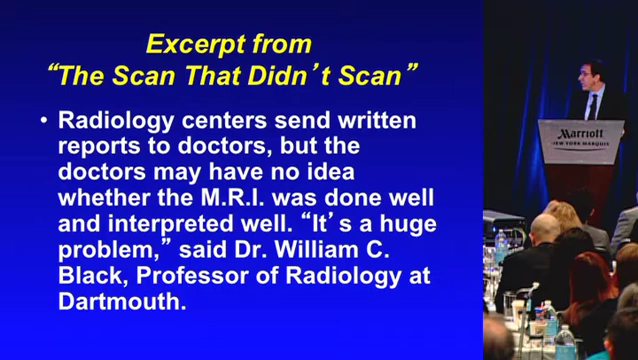 Excerpt from
“The Scan That Didn’t Scan”
• Radiology centers send written
reports to doctors, but the
doctors may have no idea
whether the M.R.I. was done well
and interpreted well. “It’s a huge
problem,” said Dr. William C.
Black, Professor of Radiology at
Dartmouth.
Marriott
NEW YORK MARQUIS